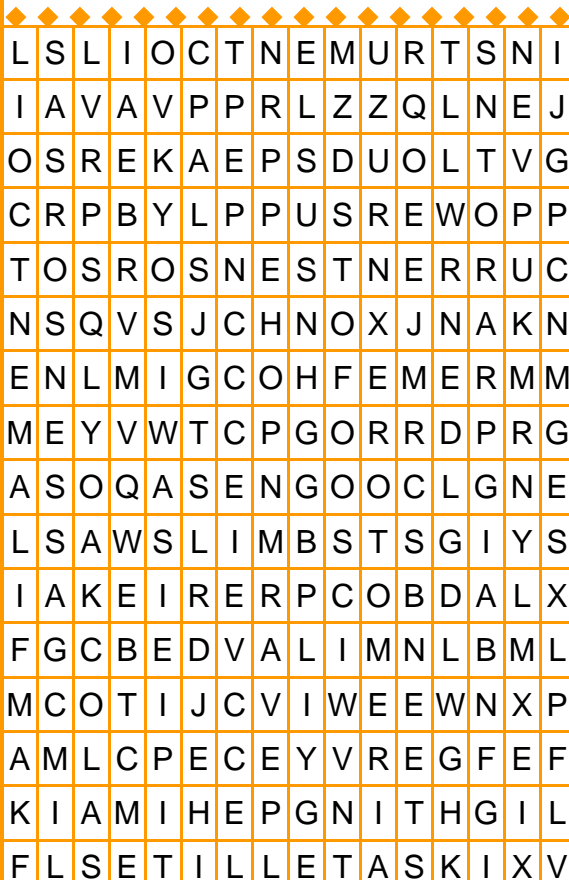 L S L I O C T N E M U R T S N I
I A V A V P P R L Z Z Q L N E J
O S R E K A E P S D U O L T V G
C R P B Y L P P U S R E W O P P
T O S R O S N E S T N E R R U C
N S Q V S J C H N O X J N A K N
E N L M I G C O H F E M E R M M
M E Y V W T C P G O R R D P R G
A S O Q A S E N G O O C L G N E
L S A W S L I M B S T S G I Y S
I A K E I R E R P C O B D A L X
F G C B E D V A L I M N L B M L
M C O T I J C V I W E E W N X P
A M L C P E C E Y V R E G F E F
K I A M I H E P G N I T H G I L
F L S E T I L L E T A S K I X V